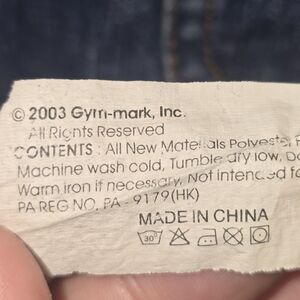 © 2003 Gym-mark, Inc.
All Rights Reserved
CONTENTS : All New Materials Polyester,
Machine wash cold, Tumble dry low,
Warm iron if necessary, Not intended
PA REG NO. PA - 9179(HK)
MADE IN CHINA
30°